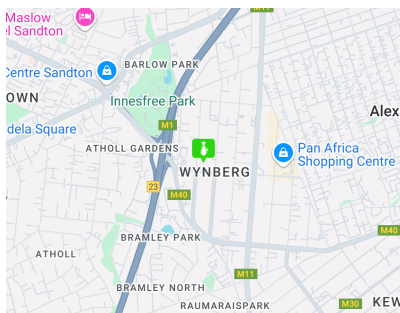 Maslow
el Sandton
M11
BARLOW PARK
Centre Sandton
Innesfree Park
OWN
Alex
M1
dela Square
ATHOLL GARDENS
Pan Africa
Shopping Centre
WYNBERG
23
M40
M40
BRAMLEY PARK
ATHOLL
M11
BRAMLEY NORTH
KEW
M30
RAUMARAISPARK